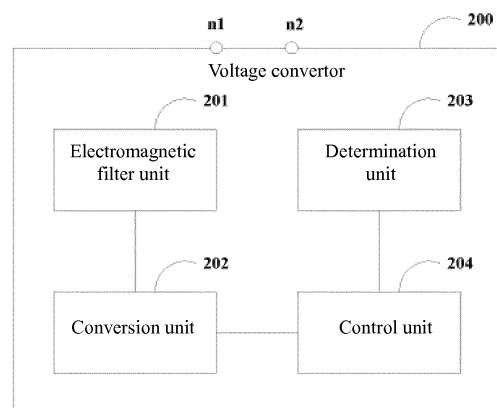 n1 n2
200
Voltage convertor
201 203
Electromagnetic
filter unit
Determination
unit
202 204
Conversion unit
Control unit